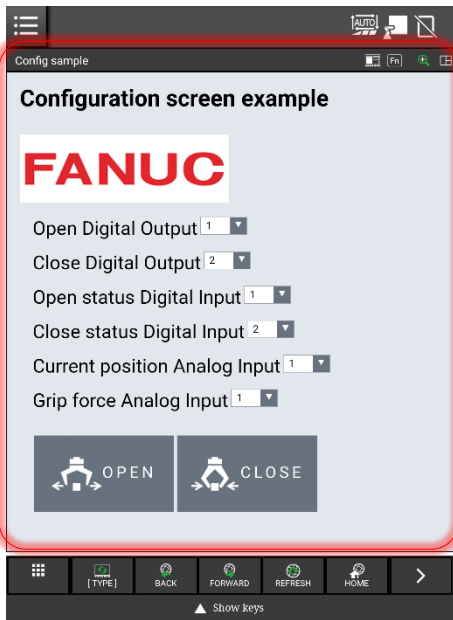 AUTO
Config sample
Fn
Configuration screen example
FANUC
Open Digital Output 1
Close Digital Output 2
Open status Digital Input 1
Close status Digital Input 2
Current position Analog Input 1
Grip force Analog Input 1
OPEN CLOSE
[TYPE] BACK FORWARD REFRESH HOME
Show keys